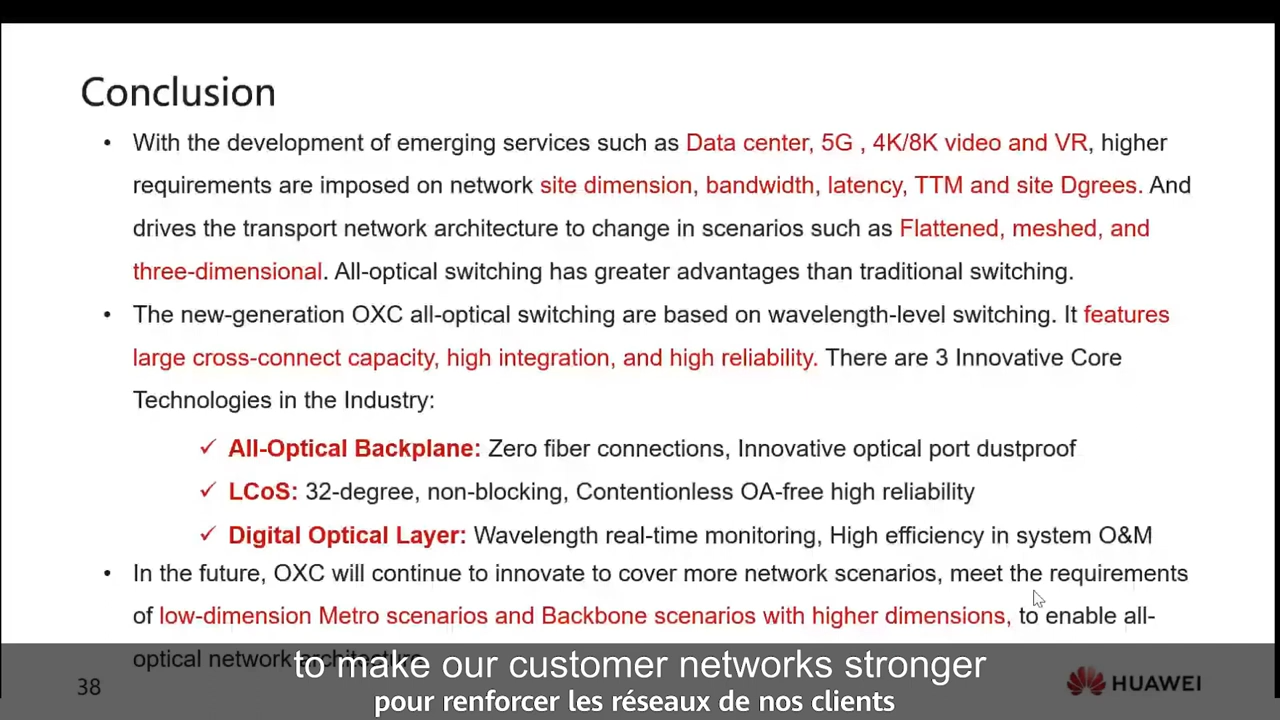 Conclusion
• With the development of emerging services such as Data center, 5G , 4K/8K video and VR, higher
requirements are imposed on network site dimension, bandwidth, latency, TTM and site Dgrees. And
drives the transport network architecture to change in scenarios such as Flattened, meshed, and
three-dimensional. All-optical switching has greater advantages than traditional switching.
• The new-generation OXC all-optical switching are based on wavelength-level switching. It features
large cross-connect capacity, high integration, and high reliability. There are 3 Innovative Core
Technologies in the Industry:
✓ All-Optical Backplane: Zero fiber connections, Innovative optical port dustproof
✓ LCoS: 32-degree, non-blocking, Contentionless OA-free high reliability
✓ Digital Optical Layer: Wavelength real-time monitoring, High efficiency in system O&M
• In the future, OXC will continue to innovate to cover more network scenarios, meet the requirements
of low-dimension Metro scenarios and Backbone scenarios with higher dimensions, to enable all-
optical network architecture.
to make our customer networks stronger
pour renforcer les réseaux de nos clients
38
HUAWEI